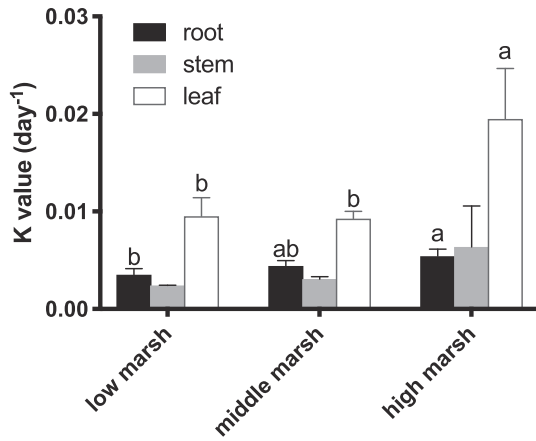 0.03
root
stem
leaf
a
0.02
K value (day⁻¹)
b
b
0.01
b
ab
a
0.00
low marsh
middle marsh
high marsh